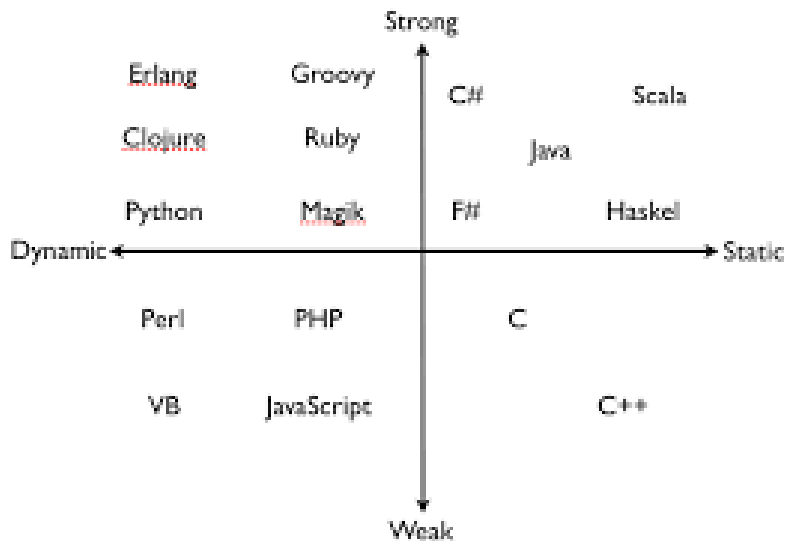 Strong
Erlang Groovy C# Scala
Clojure Ruby Java
Python Magik F# Haskel
Dynamic Static
Perl PHP C
VB JavaScript C++
Weak